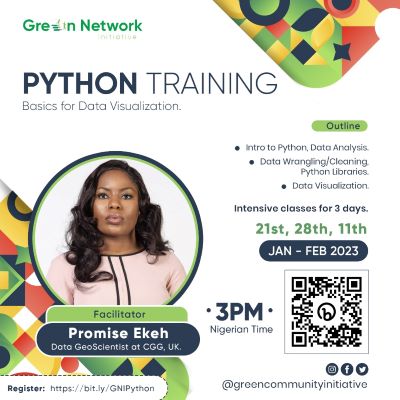 Green Network
initiative
PYTHON TRAINING
Basics for Data Visualization.
Outline
Intro to Python, Data Analysis.
Data Wrangling/Cleaning,
Python Libraries.
Data Visualization.
Intensive classes for 3 days.
21st, 28th, 11th
JAN - FEB 2023
Facilitator
Promise Ekeh
Data GeoScientist at CGG, UK.
3PM
Nigerian Time
Register: https://bit.ly/GNIPython
@greencommunityinitiative